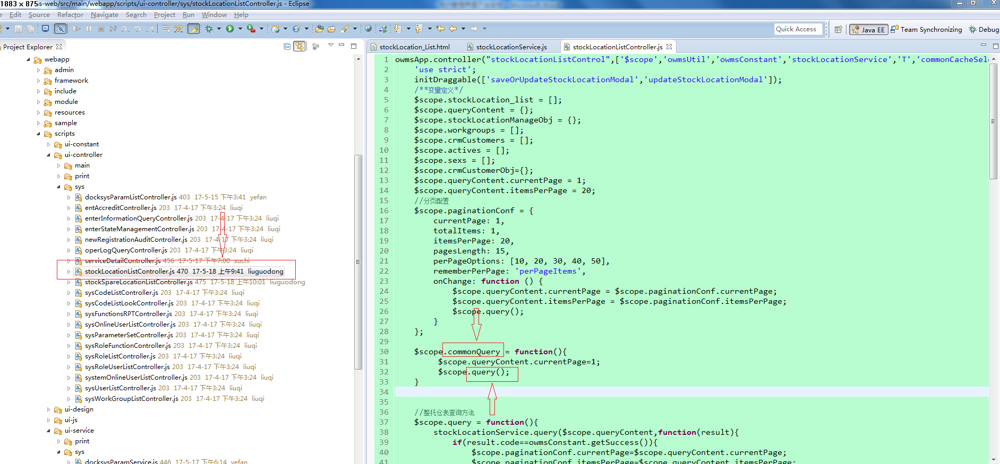 1883 × 875 s-web/src/main/webapp/scripts/ui-controller/sys/stockLocationListController.js - Eclipse
e Edit Source Refactor Navigate Search Project Run Window Help
Quick Access Java EE Team Synchronizing Debug
Project Explorer
webapp
admin
framework
include
module
resources
sample
scripts
ui-constant
ui-controller
main
print
sys
docksysParamListController.js 403 17-5-15 下午3:41 yefan
entAccreditController.js 203 17-4-17 下午3:24 liuqi
enterInformationQueryController.js 203 17-4-17 下午3:24 liuqi
enterStateManagementController.js 203 17-4-17 下午3:24 liuqi
newRegistrationAuditController.js 203 17-4-17 下午3:24 liuqi
operLogQueryController.js 203 17-4-17 下午3:24 liuqi
serviceDetailController.js 456 17-5-17 下午7:00 xuchi
stockLocationListController.js 470 17-5-18 上午9:41 liuguodong
stockSpareLocationListController.js 475 17-5-18 上午10:01 liuguodong
sysCodeListController.js 203 17-4-17 下午3:24 liuqi
sysCodeListLookController.js 203 17-4-17 下午3:24 liuqi
sysFunctionsRPTController.js 203 17-4-17 下午3:24 liuqi
sysOnlineUserListController.js 203 17-4-17 下午3:24 liuqi
sysParameterSetController.js 203 17-4-17 下午3:24 liuqi
sysRoleFunctionController.js 203 17-4-17 下午3:24 liuqi
sysRoleListController.js 203 17-4-17 下午3:24 liuqi
sysRoleUserListController.js 203 17-4-17 下午3:24 liuqi
systemOnlineUserListController.js 203 17-4-17 下午3:24 liuqi
sysUserListController.js 203 17-4-17 下午3:24 liuqi
sysWorkGroupListController.js 203 17-4-17 下午3:24 liuqi
ui-design
ui-js
ui-service
print
sys
docksysParamService.js 446 17-5-17 下午6:14 yefan
stockLocation_List.html stockLocationService.js stockLocationListController.js
1 owmsApp.controller("stockLocationListControl",['$scope','owmsUtil','owmsConstant','stockLocationService','T','commonCacheSele
2 'use strict';
3 initDraggable(['saveOrUpdateStockLocationModal','updateStockLocationModal']);
4 /**变量定义*/
5 $scope.stockLocation_list = [];
6 $scope.queryContent = {};
7 $scope.stockLocationManageObj = {};
8 $scope.workgroups = [];
9 $scope.crmCustomers = [];
10 $scope.actives = [];
11 $scope.sexs = [];
12 $scope.crmCustomerObj={};
13 $scope.queryContent.currentPage = 1;
14 $scope.queryContent.itemsPerPage = 20;
15 //分页配置
16 $scope.paginationConf = {
17 currentPage: 1,
18 totalItems: 1,
19 itemsPerPage: 20,
20 pagesLength: 15,
21 perPageOptions: [10, 20, 30, 40, 50],
22 rememberPerPage: 'perPageItems',
23 onChange: function () {
24 $scope.queryContent.currentPage = $scope.paginationConf.currentPage;
25 $scope.queryContent.itemsPerPage = $scope.paginationConf.itemsPerPage;
26 $scope.query();
27 }
28 };
29
30 $scope.commonQuery = function(){
31 $scope.queryContent.currentPage=1;
32 $scope.query();
33 }
34
35
36 //整托仓表查询方法
37 $scope.query = function(){
38 stockLocationService.query($scope.queryContent,function(result){
39 if(result.code==owmsConstant.getSuccess()){
40 $scope.paginationConf.currentPage=$scope.queryContent.currentPage;
41 $scope.paginationConf.itemsPerPage=$scope.queryContent.itemsPerPage;